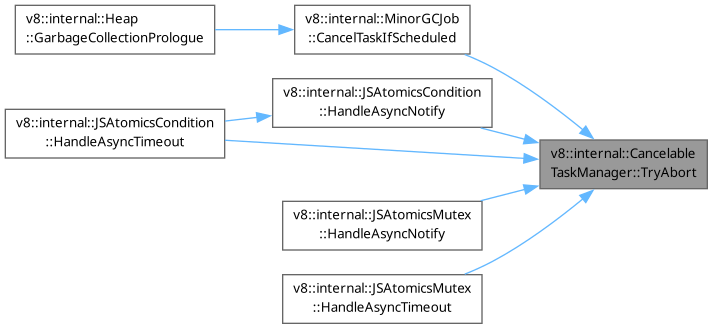 v8::internal::Heap
::GarbageCollectionPrologue
v8::internal::MinorGCJob
::CancelTaskIfScheduled
v8::internal::JSAtomicsCondition
::HandleAsyncNotify
v8::internal::JSAtomicsCondition
::HandleAsyncTimeout
v8::internal::Cancelable
TaskManager::TryAbort
v8::internal::JSAtomicsMutex
::HandleAsyncNotify
v8::internal::JSAtomicsMutex
::HandleAsyncTimeout